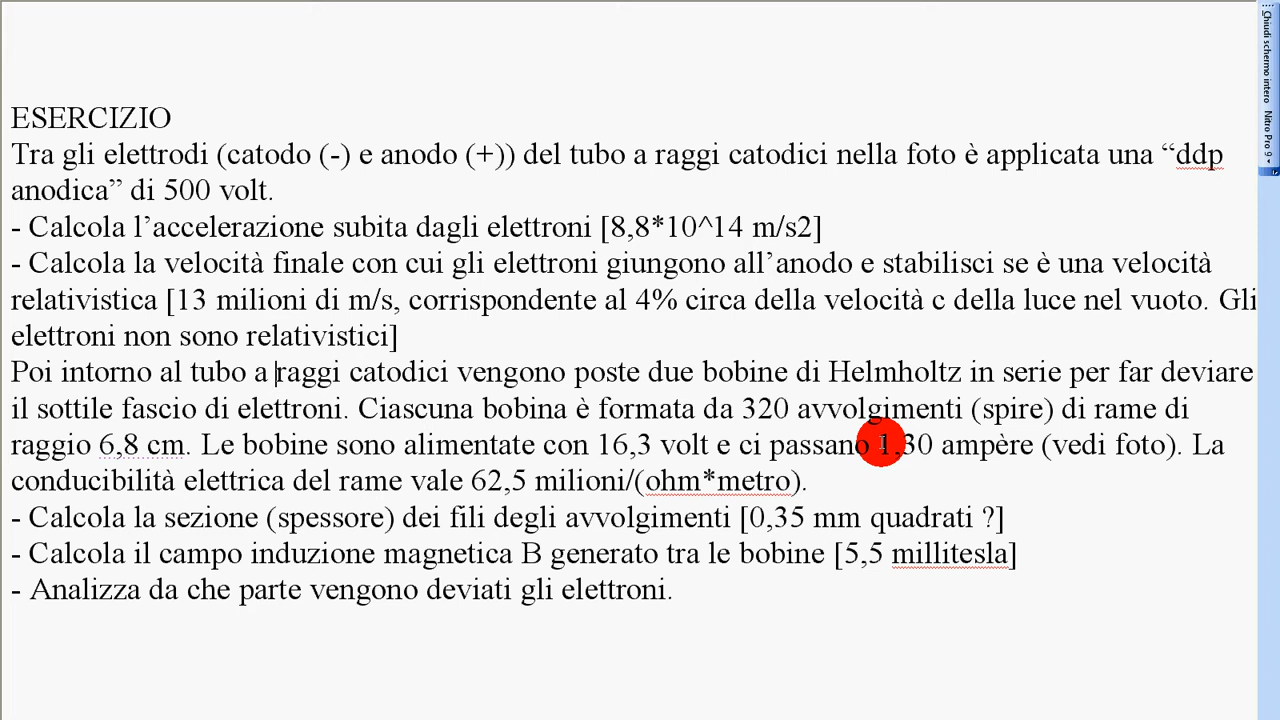 ESERCIZIO
Tra gli elettrodi (catodo (-) e anodo (+)) del tubo a raggi catodici nella foto è applicata una “ddp
anodica” di 500 volt.
- Calcola l’accelerazione subita dagli elettroni [8,8*10^14 m/s2]
- Calcola la velocità finale con cui gli elettroni giungono all’anodo e stabilisci se è una velocità
relativistica [13 milioni di m/s, corrispondente al 4% circa della velocità c della luce nel vuoto. Gli
elettroni non sono relativistici]
Poi intorno al tubo a raggi catodici vengono poste due bobine di Helmholtz in serie per far deviare
il sottile fascio di elettroni. Ciascuna bobina è formata da 320 avvolgimenti (spire) di rame di
raggio 6,8 cm. Le bobine sono alimentate con 16,3 volt e ci passano 1,30 ampère (vedi foto). La
conducibilità elettrica del rame vale 62,5 milioni/(ohm*metro).
- Calcola la sezione (spessore) dei fili degli avvolgimenti [0,35 mm quadrati ?]
- Calcola il campo induzione magnetica B generato tra le bobine [5,5 millitesla]
- Analizza da che parte vengono deviati gli elettroni.
Chiudi schermo intero
Nitro Pro 9